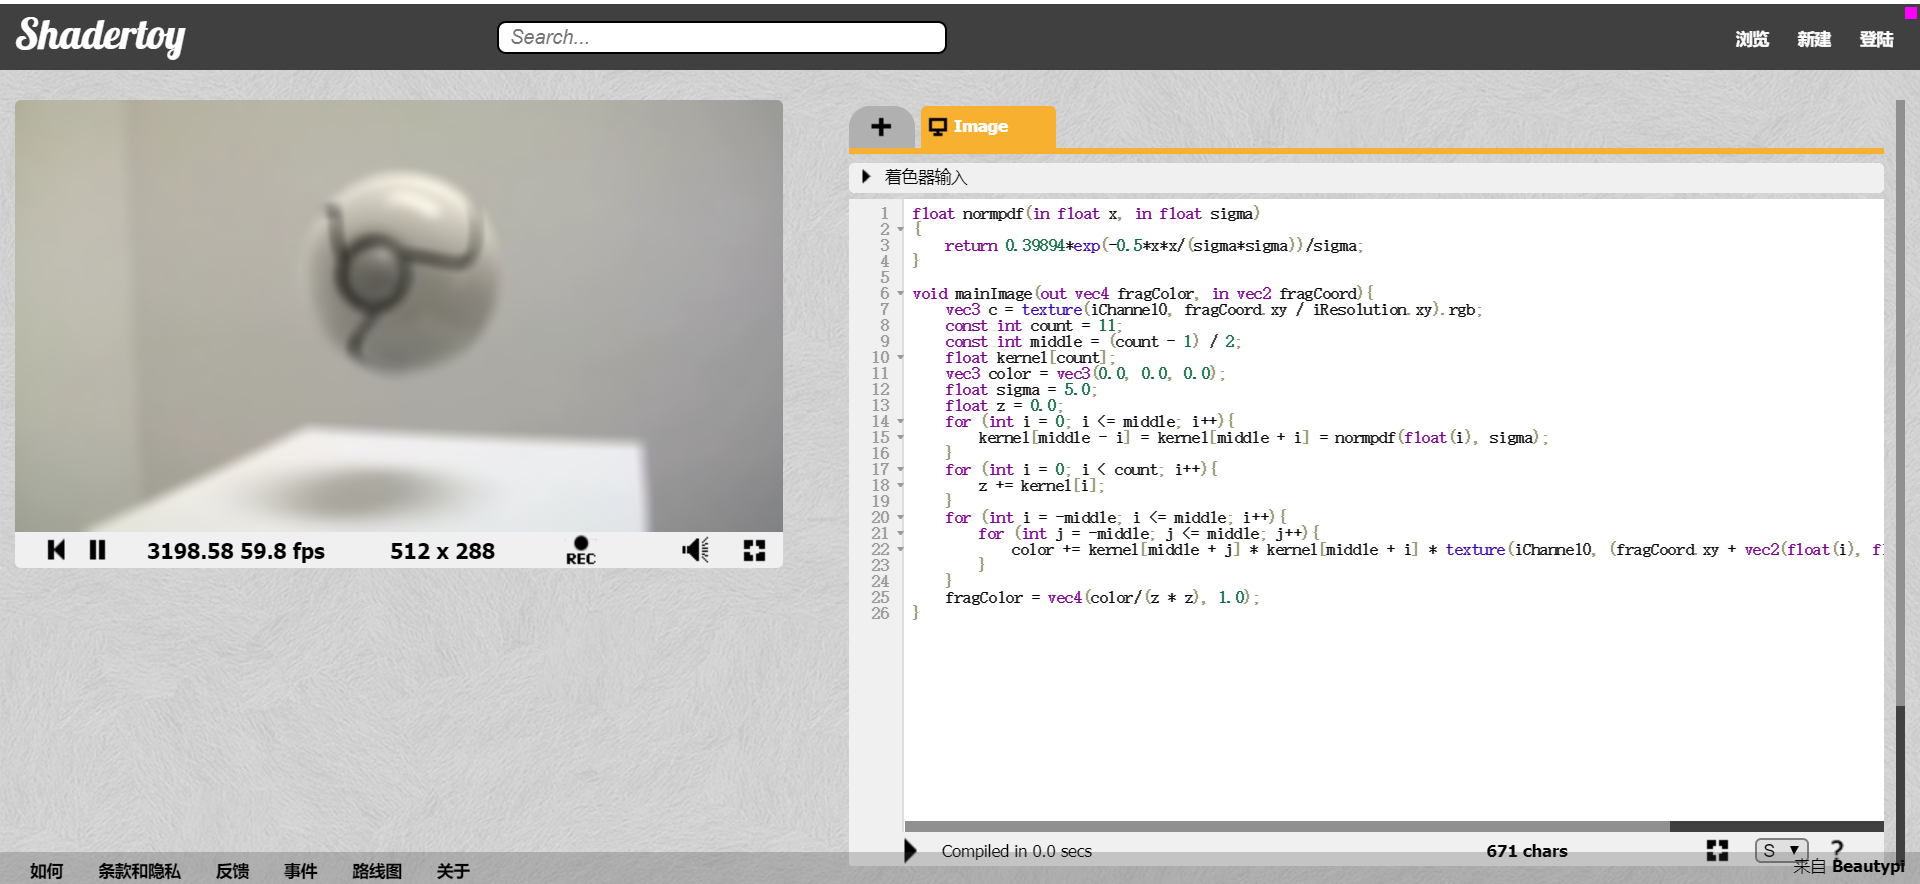 Shadertoy
Search...
浏览 新建 登陆
Image
着色器输入
1 float normpdf(in float x, in float sigma)
2 {
3 return 0.39894*exp(-0.5*x*x/(sigma*sigma))/sigma;
4 }
5
6 void mainImage(out vec4 fragColor, in vec2 fragCoord){
7 vec3 c = texture(iChannel0, fragCoord.xy / iResolution.xy).rgb;
8 const int count = 11;
9 const int middle = (count - 1) / 2;
10 float kernel[count];
11 vec3 color = vec3(0.0, 0.0, 0.0);
12 float sigma = 5.0;
13 float z = 0.0;
14 for (int i = 0; i <= middle; i++){
15 kernel[middle - i] = kernel[middle + i] = normpdf(float(i), sigma);
16 }
17 for (int i = 0; i < count; i++){
18 z += kernel[i];
19 }
20 for (int i = -middle; i <= middle; i++){
21 for (int j = -middle; j <= middle; j++){
22 color += kernel[middle + j] * kernel[middle + i] * texture(iChannel0, (fragCoord.xy + vec2(float(i), fl
23 }
24 }
25 fragColor = vec4(color/(z * z), 1.0);
26 }
3198.58 59.8 fps 512 x 288 REC
Compiled in 0.0 secs 671 chars S ?
如何 条款和隐私 反馈 事件 路线图 关于
来自 Beautypi